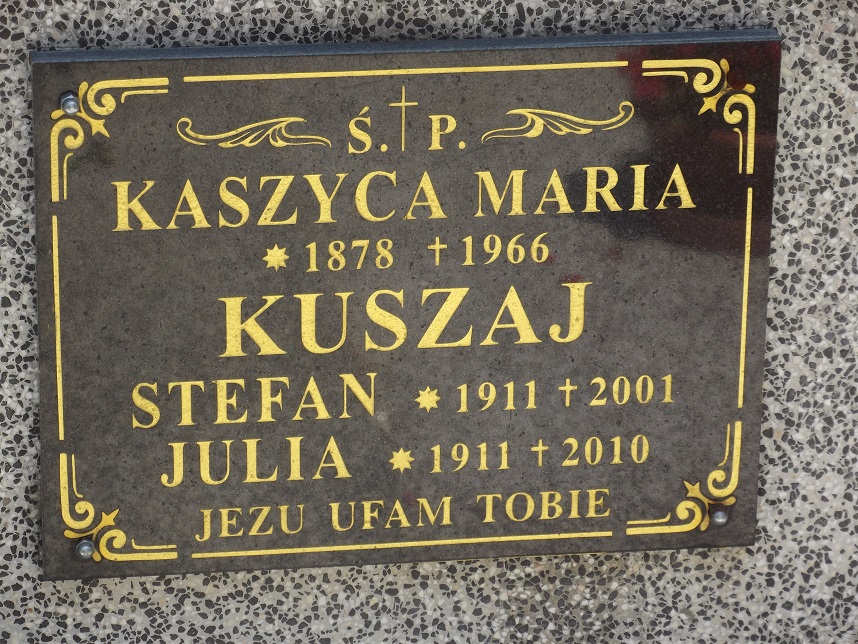 Ś. † P.
KASZYCA MARIA
* 1878 † 1966
KUSZAJ
STEFAN * 1911 † 2001
JULIA * 1911 † 2010
JEZU UFAM TOBIE